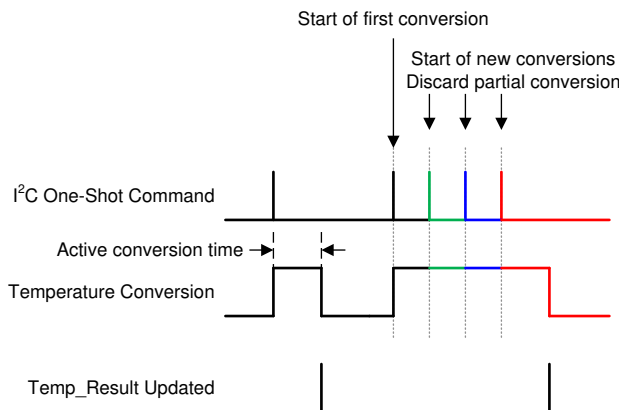 Start of first conversion
Start of new conversions
Discard partial conversion
I²C One-Shot Command
Active conversion time
Temperature Conversion
Temp_Result Updated